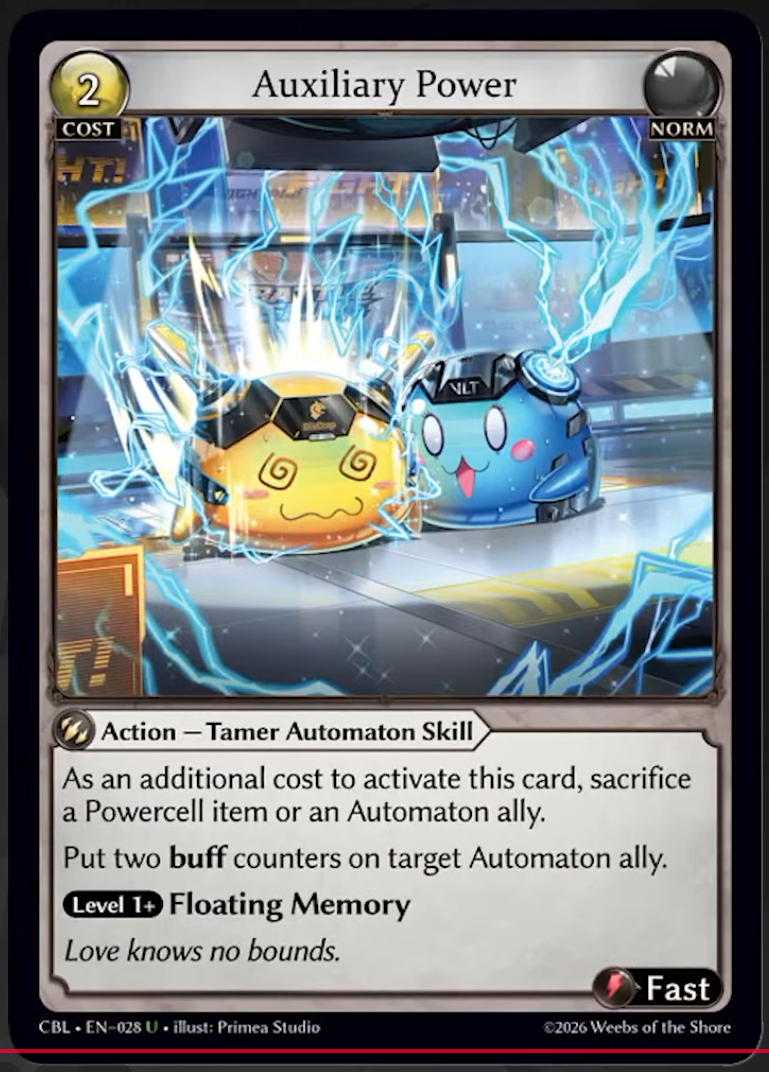 2
Auxiliary Power
COST
NORM
VLT
Action — Tamer Automaton Skill
As an additional cost to activate this card, sacrifice
a Powercell item or an Automaton ally.
Put two buff counters on target Automaton ally.
Level 1+ Floating Memory
Love knows no bounds.
Fast
CBL • EN-028 U • illust: Primea Studio
©2026 Weebs of the Shore